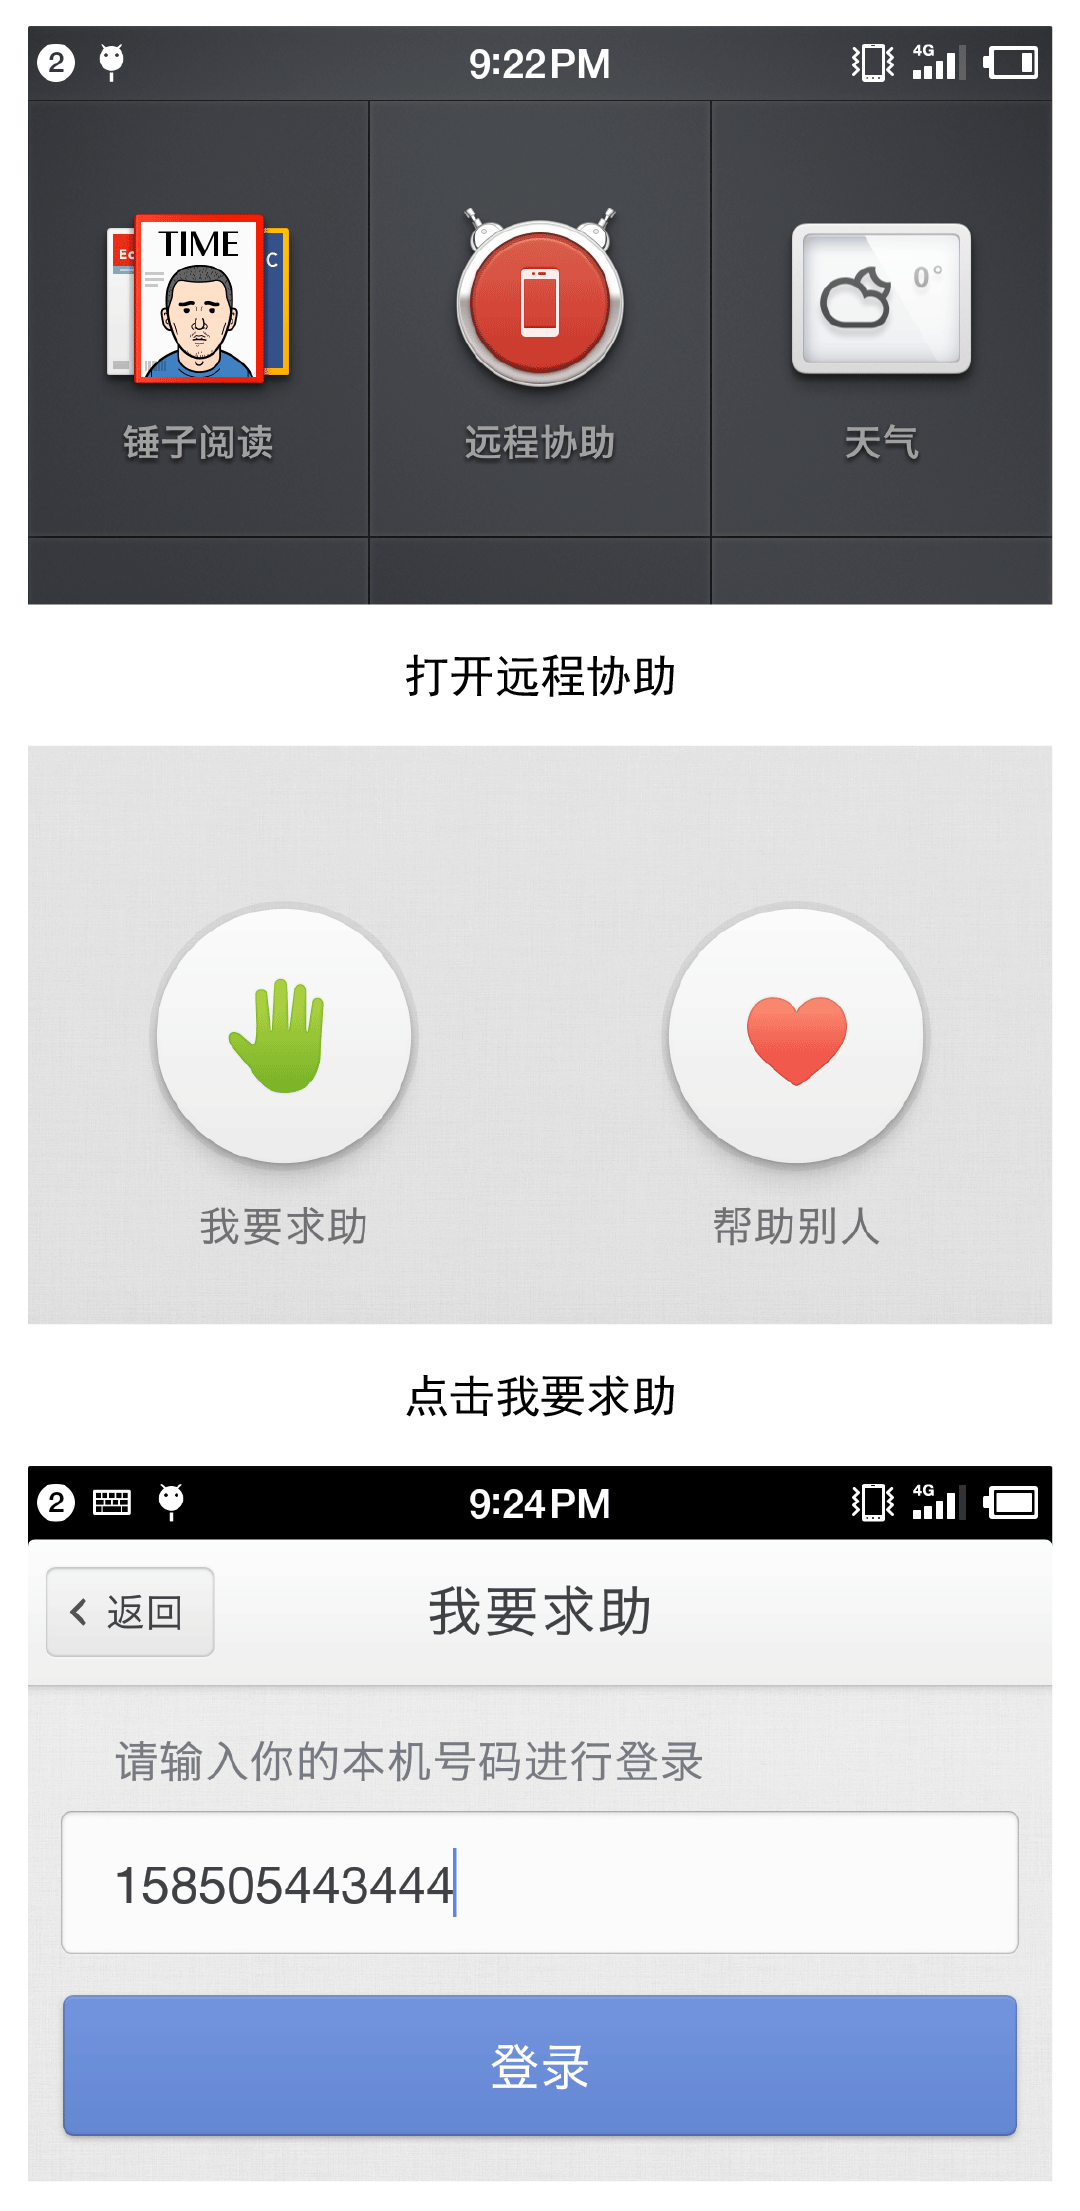 2
9:22PM
4G
Ec
TIME
C
0°
锤子阅读
远程协助
天气
打开远程协助
我要求助
帮助别人
点击我要求助
2
9:24PM
4G
返回
我要求助
请输入你的本机号码进行登录
158505443444
登录